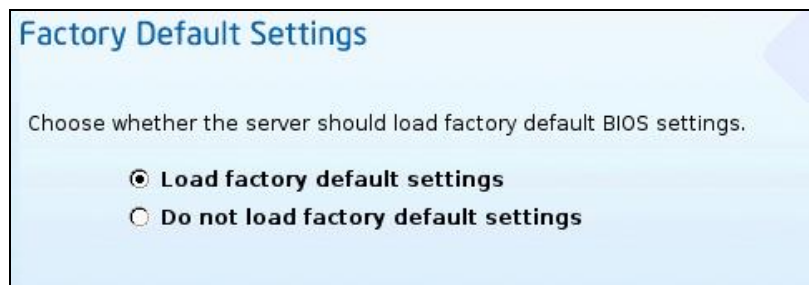 Factory Default Settings
Choose whether the server should load factory default BIOS settings.
Load factory default settings
Do not load factory default settings